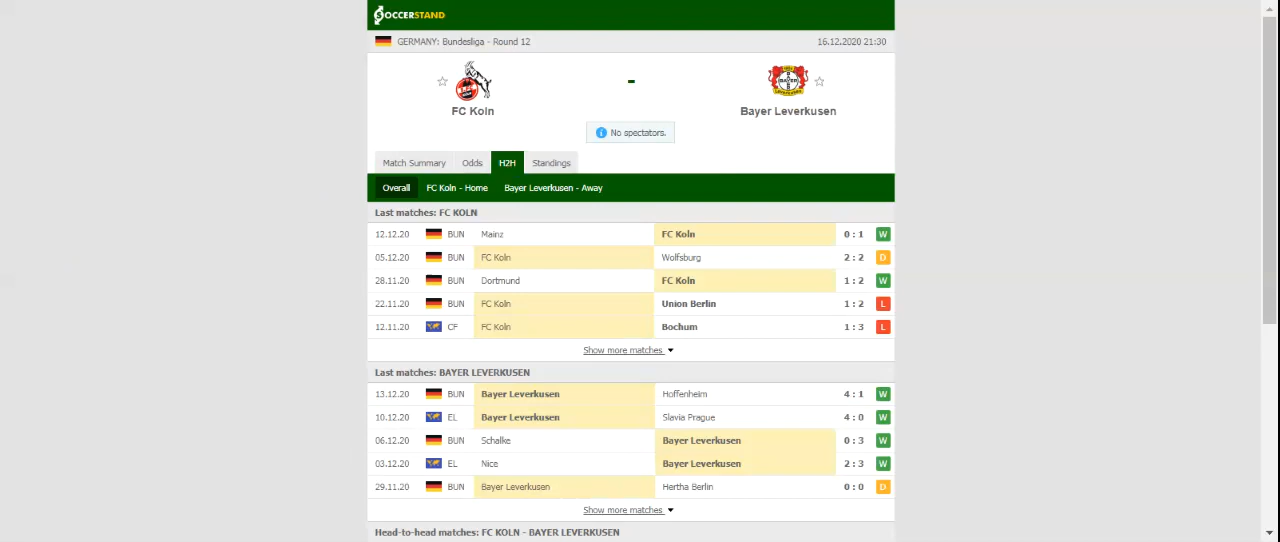 SOCCERSTAND
GERMANY: Bundesliga - Round 12 16.12.2020 21:30
-
FC Koln Bayer Leverkusen
No spectators.
Match Summary Odds H2H Standings
Overall FC Koln - Home Bayer Leverkusen - Away
Last matches: FC KOLN
12.12.20 BUN Mainz FC Koln 0 : 1 W
05.12.20 BUN FC Koln Wolfsburg 2 : 2 D
28.11.20 BUN Dortmund FC Koln 1 : 2 W
22.11.20 BUN FC Koln Union Berlin 1 : 2 L
12.11.20 CF FC Koln Bochum 1 : 3 L
Show more matches
Last matches: BAYER LEVERKUSEN
13.12.20 BUN Bayer Leverkusen Hoffenheim 4 : 1 W
10.12.20 EL Bayer Leverkusen Slavia Prague 4 : 0 W
06.12.20 BUN Schalke Bayer Leverkusen 0 : 3 W
03.12.20 EL Nice Bayer Leverkusen 2 : 3 W
29.11.20 BUN Bayer Leverkusen Hertha Berlin 0 : 0 D
Show more matches
Head-to-head matches: FC KOLN - BAYER LEVERKUSEN